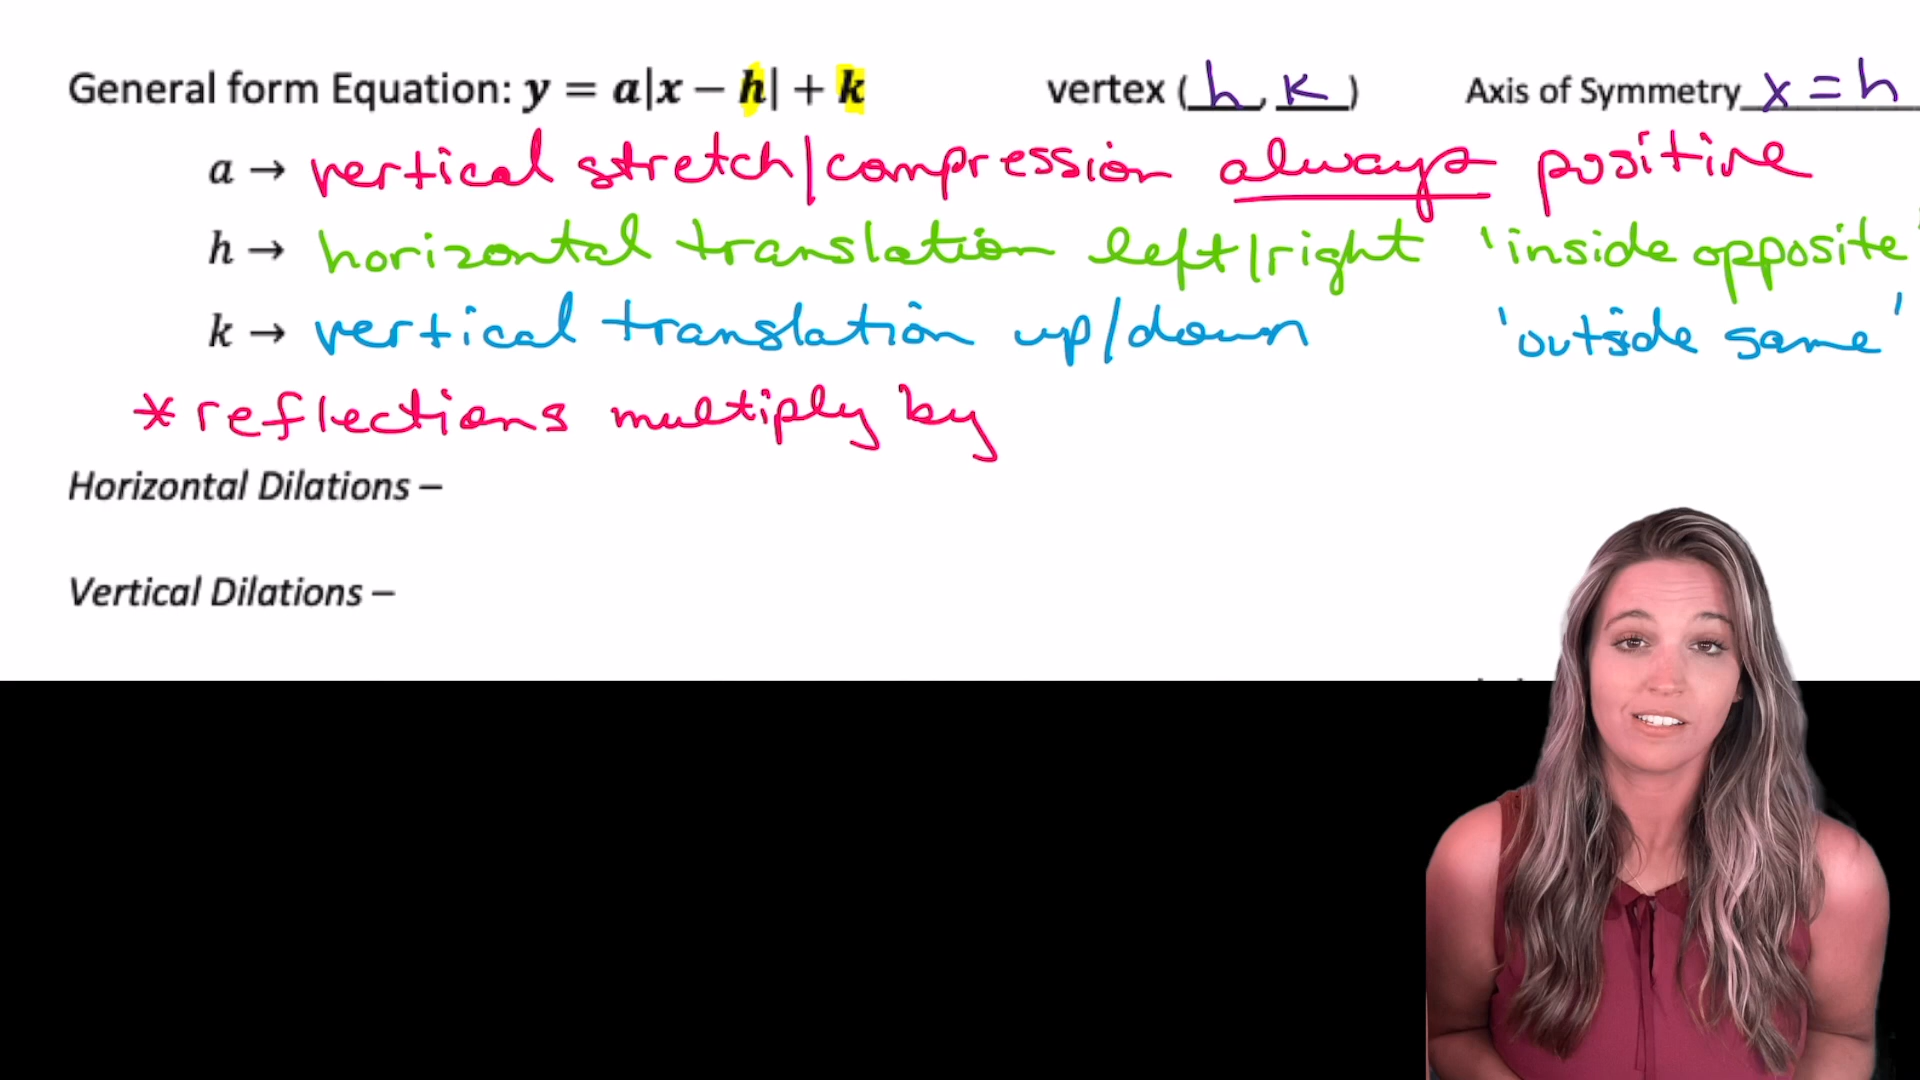 General form Equation: y = a|x − h| + k vertex (h, k) Axis of Symmetry x = h
a → vertical stretch/compression always positive
h → horizontal translation left/right 'inside opposite'
k → vertical translation up/down 'outside same'
* reflections multiply by
Horizontal Dilations –
Vertical Dilations –